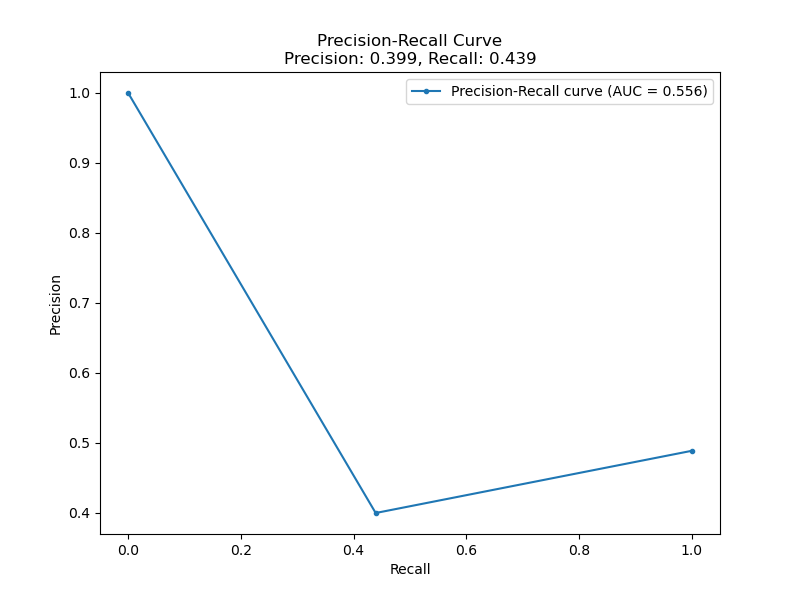 Precision-Recall Curve
Precision: 0.399, Recall: 0.439
Precision-Recall curve (AUC = 0.556)
1.0
0.9
0.8
0.7
0.6
0.5
0.4
Precision
0.0 0.2 0.4 0.6 0.8 1.0
Recall